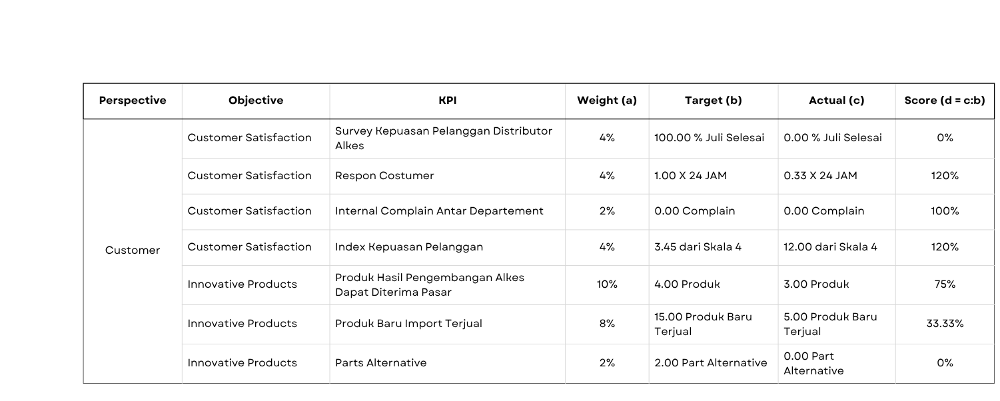 Perspective Objective KPI Weight (a) Target (b) Actual (c) Score (d = c:b)
Customer
Customer Satisfaction Survey Kepuasan Pelanggan Distributor Alkes 4% 100.00 % Juli Selesai 0.00 % Juli Selesai 0%
Customer Satisfaction Respon Costumer 4% 1.00 X 24 JAM 0.33 X 24 JAM 120%
Customer Satisfaction Internal Complain Antar Departement 2% 0.00 Complain 0.00 Complain 100%
Customer Satisfaction Index Kepuasan Pelanggan 4% 3.45 dari Skala 4 12.00 dari Skala 4 120%
Innovative Products Produk Hasil Pengembangan Alkes Dapat Diterima Pasar 10% 4.00 Produk 3.00 Produk 75%
Innovative Products Produk Baru Import Terjual 8% 15.00 Produk Baru Terjual 5.00 Produk Baru Terjual 33.33%
Innovative Products Parts Alternative 2% 2.00 Part Alternative 0.00 Part Alternative 0%